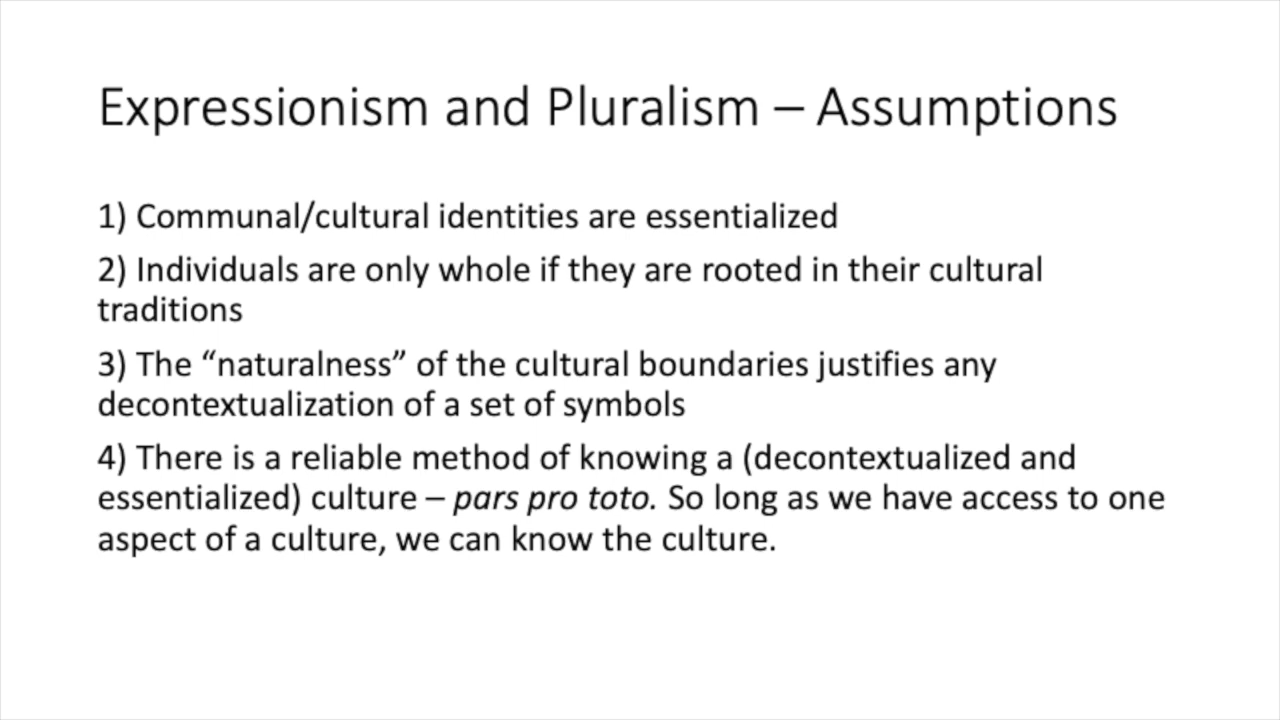 Expressionism and Pluralism – Assumptions
1) Communal/cultural identities are essentialized
2) Individuals are only whole if they are rooted in their cultural
traditions
3) The “naturalness” of the cultural boundaries justifies any
decontextualization of a set of symbols
4) There is a reliable method of knowing a (decontextualized and
essentialized) culture – pars pro toto. So long as we have access to one
aspect of a culture, we can know the culture.